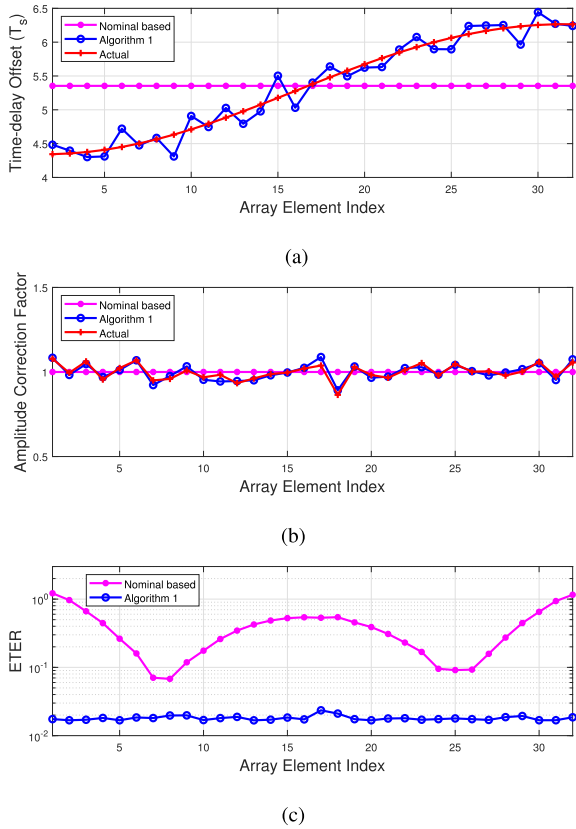 6.5
6
5.5
5
4.5
4
Time-delay Offset (Ts)
Nominal based
Algorithm 1
Actual
5 10 15 20 25 30
Array Element Index
(a)
1.5
1
0.5
Amplitude Correction Factor
Nominal based
Algorithm 1
Actual
5 10 15 20 25 30
Array Element Index
(b)
10^0
10^-1
10^-2
ETER
Nominal based
Algorithm 1
5 10 15 20 25 30
Array Element Index
(c)